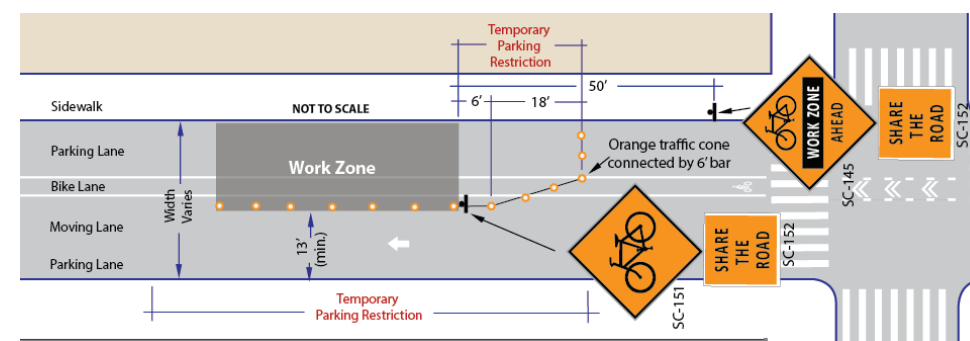 Temporary
Parking
Restriction
50’
6’
18’
Sidewalk
NOT TO SCALE
Parking Lane
Work Zone
Orange traffic cone
connected by 6’ bar
Bike Lane
Width
Varies
Moving Lane
13’
(min.)
Parking Lane
Temporary
Parking Restriction
WORK ZONE
AHEAD
SC-145
SHARE
THE
ROAD
SC-152
SC-151
SHARE
THE
ROAD
SC-152